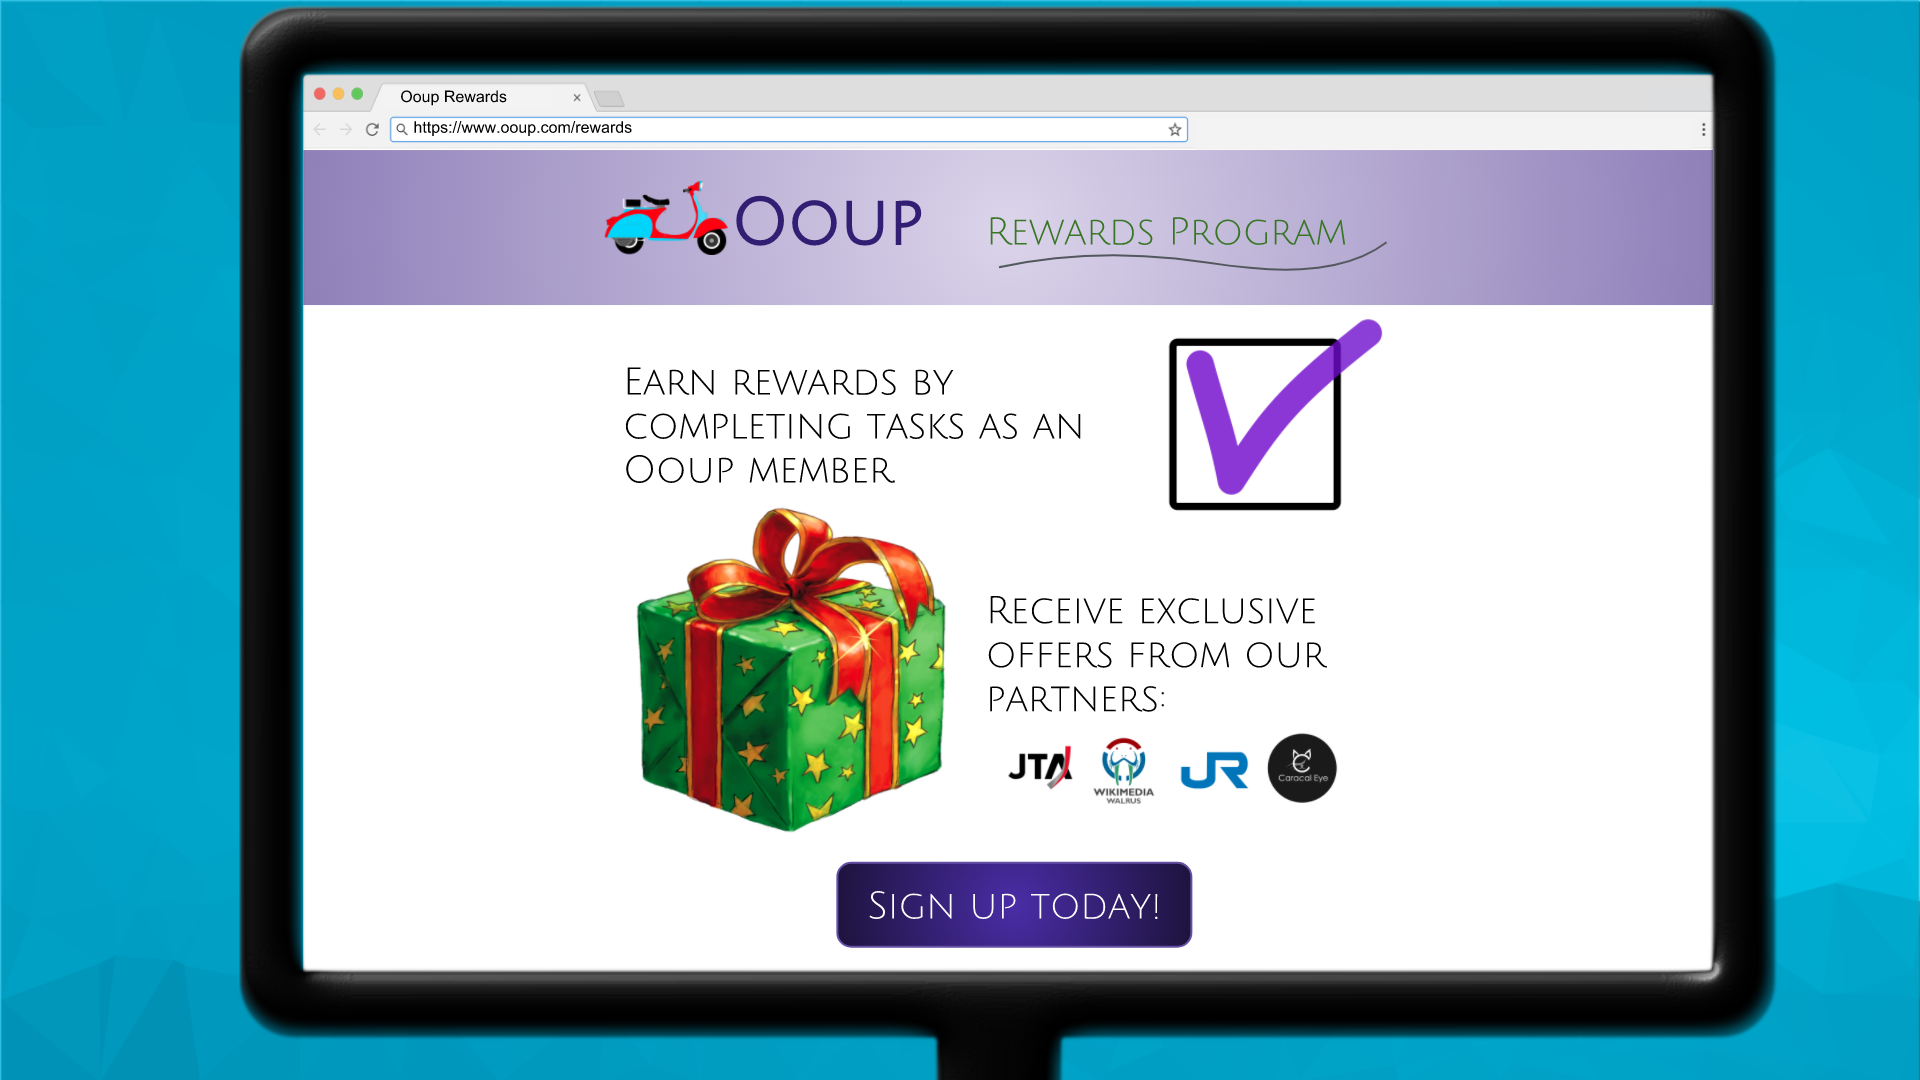 Ooup Rewards
https://www.ooup.com/rewards
Ooup
Rewards Program
Earn rewards by
completing tasks as an
Ooup member
Receive exclusive
offers from our
partners:
JTA
WIKIMEDIA
WALRUS
JR
Caracal Eye
Sign up today!